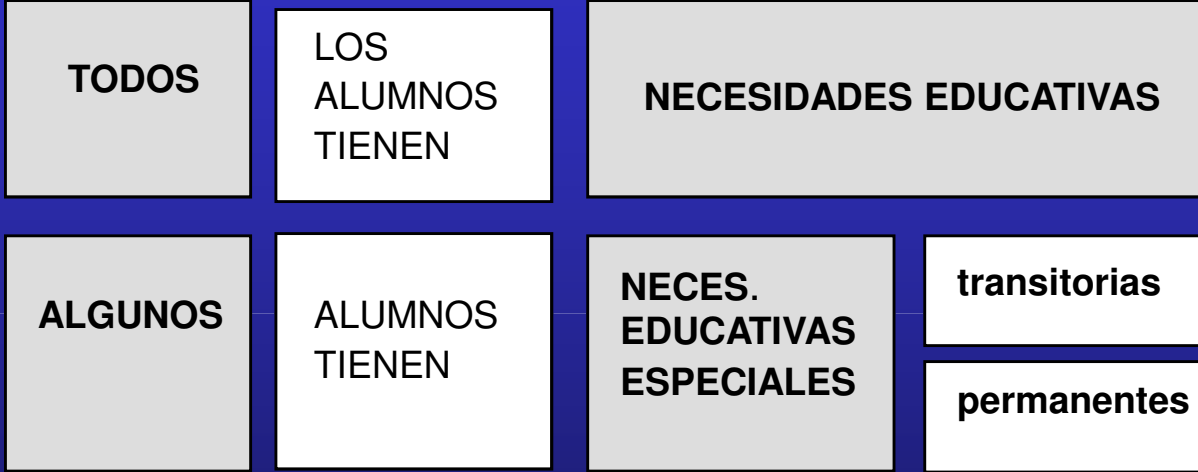 TODOS
LOS
ALUMNOS
TIENEN
NECESIDADES EDUCATIVAS
ALGUNOS
ALUMNOS
TIENEN
NECES.
EDUCATIVAS
ESPECIALES
transitorias
permanentes